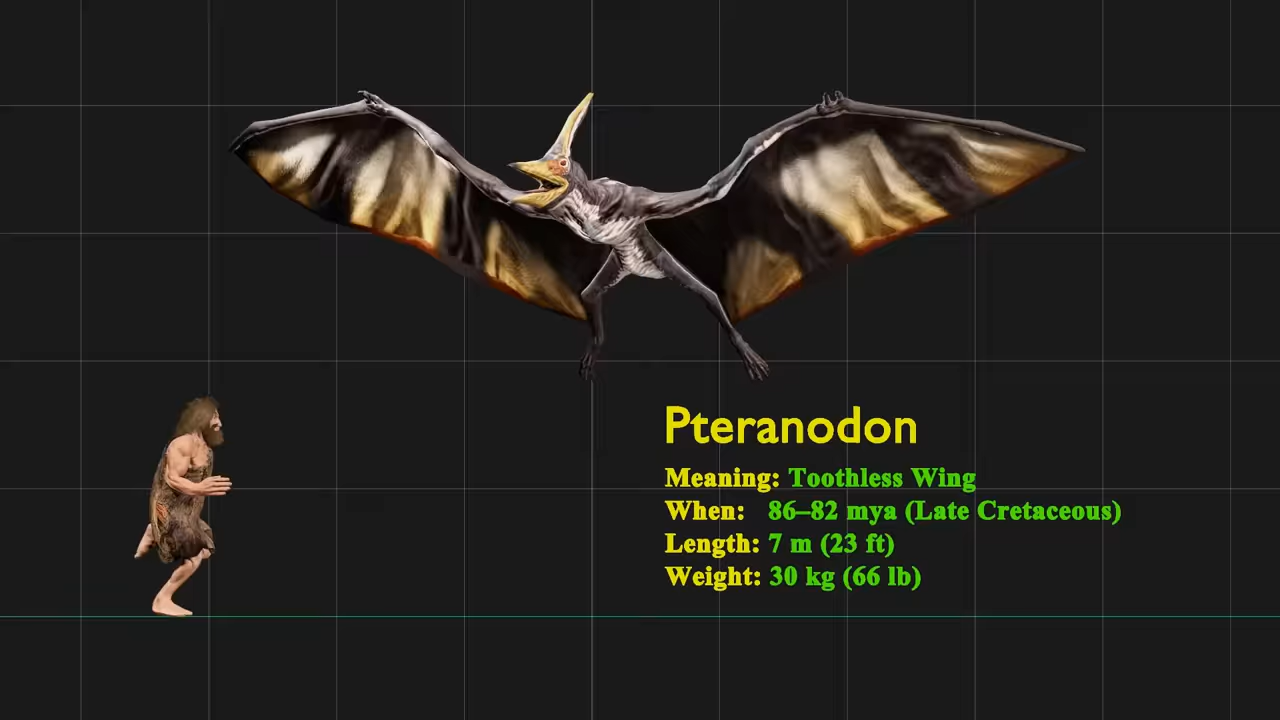 Pteranodon
Meaning: Toothless Wing
When: 86–82 mya (Late Cretaceous)
Length: 7 m (23 ft)
Weight: 30 kg (66 lb)